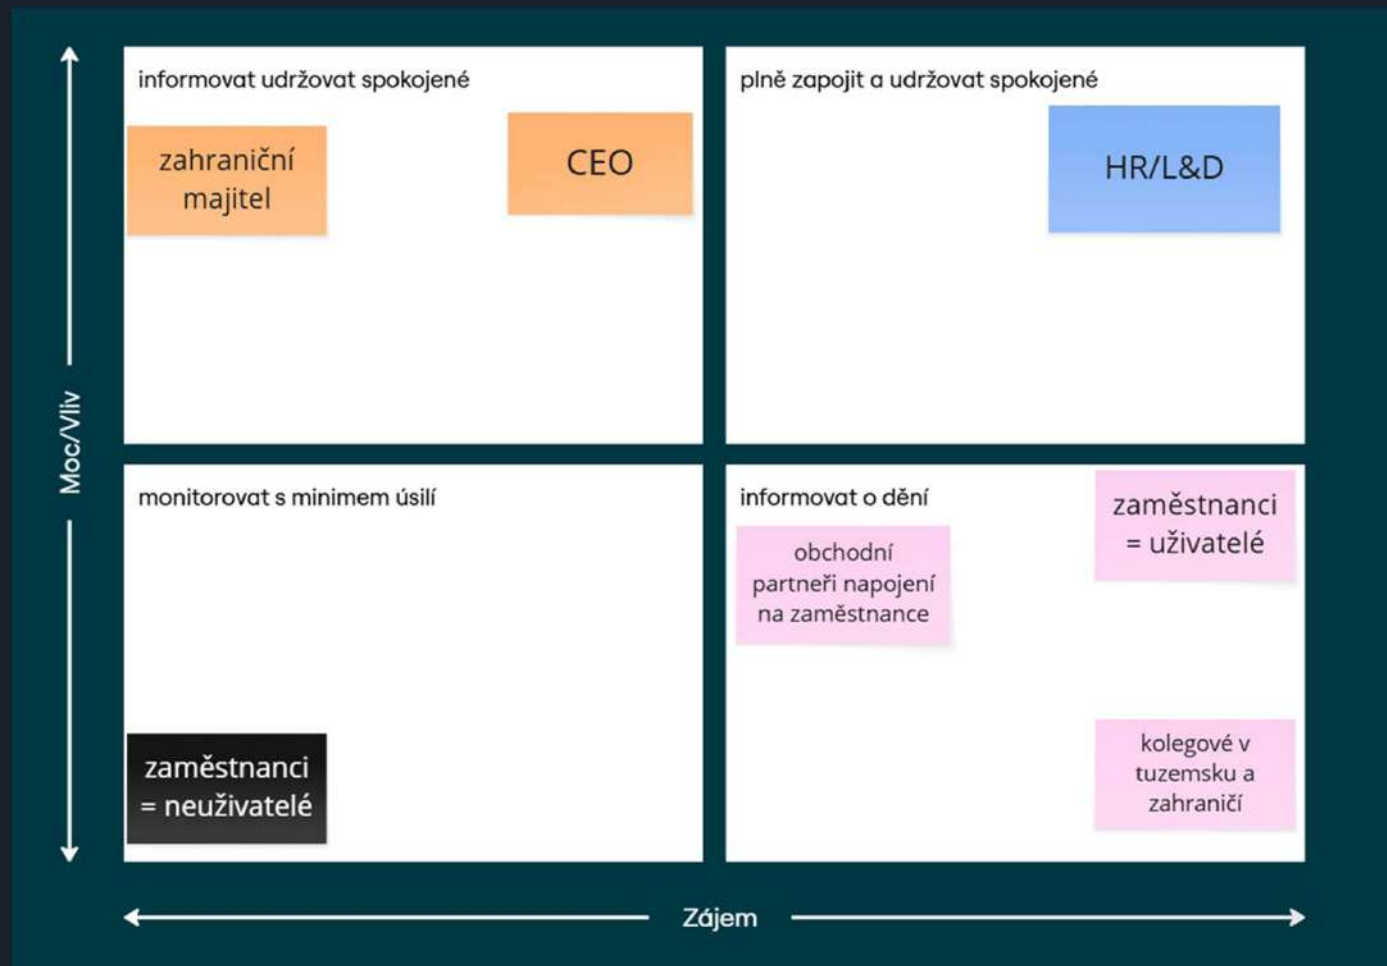 informovat udržovat spokojené
zahraniční
majitel
CEO
plně zapojit a udržovat spokojené
HR/L&D
Moc/Vliv
monitorovat s minimem úsilí
zaměstnanci
= neuživatelé
informovat o dění
obchodní
partneři napojení
na zaměstnance
zaměstnanci
= uživatelé
kolegové v
tuzemsku a
zahraničí
Zájem